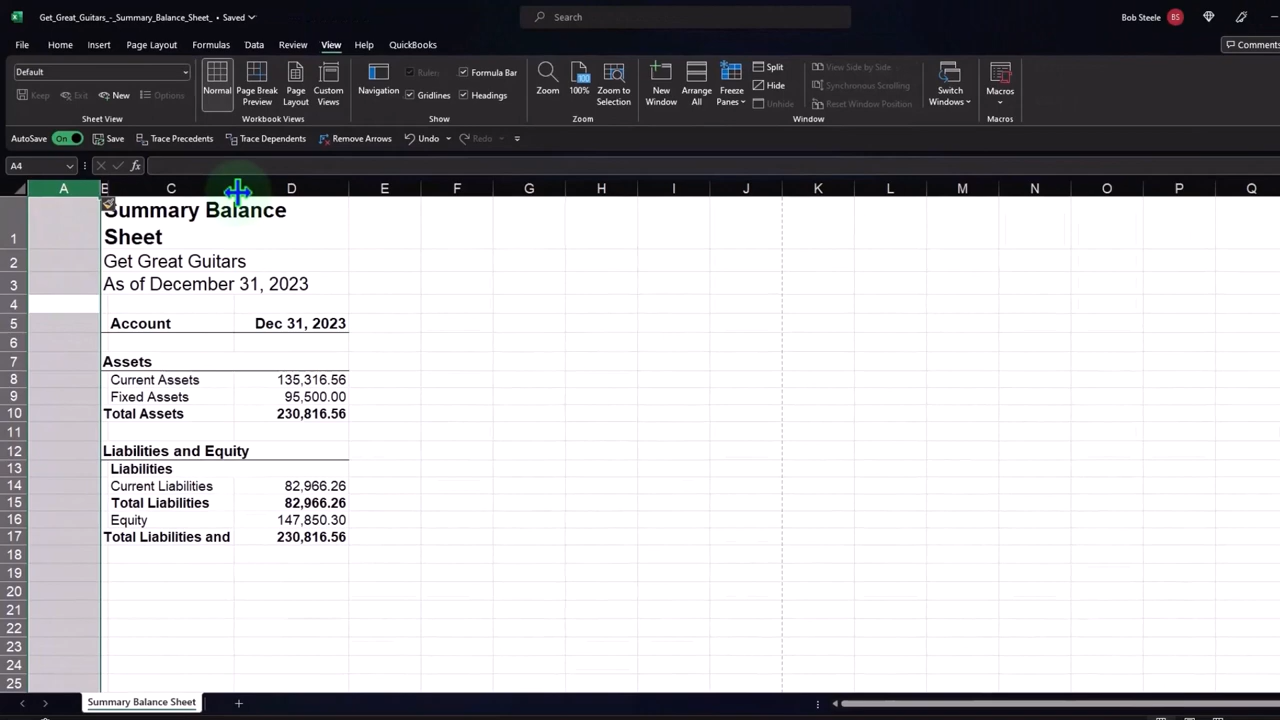 Get_Great_Guitars_-_Summary_Balance_Sheet_ • Saved
Search
Bob Steele BS
File Home Insert Page Layout Formulas Data Review View Help QuickBooks
Comments
Default
Keep Exit New Options
Sheet View
Normal
Page Break Preview
Page Layout
Custom Views
Workbook Views
Navigation
Ruler Formula Bar
Gridlines Headings
Show
Zoom
100
100%
Zoom to Selection
Zoom
New Window
Arrange All
Freeze Panes
Split
Hide
Unhide
View Side by Side
Synchronous Scrolling
Reset Window Position
Window
Switch Windows
Macros
Macros
AutoSave On Save Trace Precedents Trace Dependents Remove Arrows Undo Redo
A4 fx
A B C D E F G H I J K L M N O P Q
Summary Balance
1 Sheet
2 Get Great Guitars
3 As of December 31, 2023
4
5 Account Dec 31, 2023
6
7 Assets
8 Current Assets 135,316.56
9 Fixed Assets 95,500.00
10 Total Assets 230,816.56
11
12 Liabilities and Equity
13 Liabilities
14 Current Liabilities 82,966.26
15 Total Liabilities 82,966.26
16 Equity 147,850.30
17 Total Liabilities and 230,816.56
18
19
20
21
22
23
24
25
Summary Balance Sheet